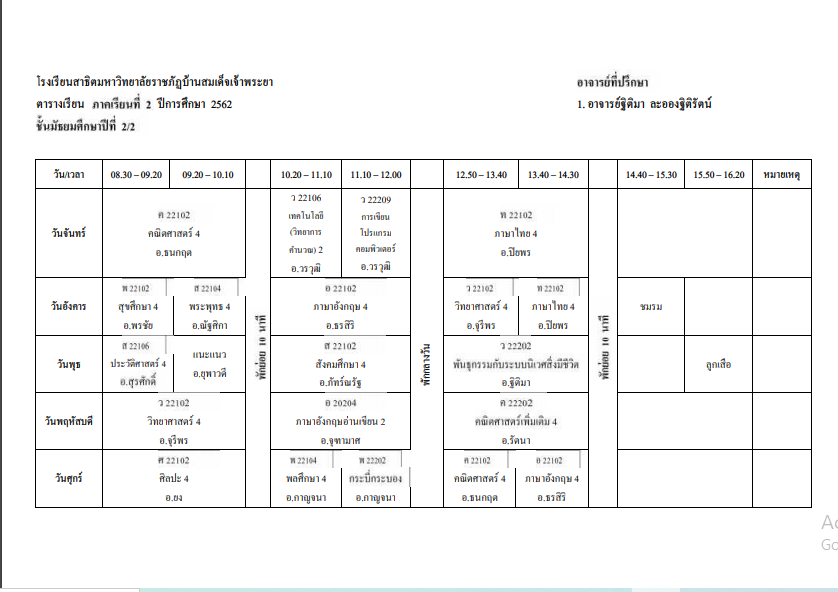 โรงเรียนสาธิตมหาวิทยาลัยราชภัฏบ้านสมเด็จเจ้าพระยา
อาจารย์ที่ปรึกษา
ตารางเรียน ภาคเรียนที่ 2 ปีการศึกษา 2562
1. อาจารย์ฐิติมา ละอองฐิติรัตน์
ชั้นมัธยมศึกษาปีที่ 2/2
วัน/เวลา 08.30 – 09.20 09.20 – 10.10 10.20 – 11.10 11.10 – 12.00 12.50 – 13.40 13.40 – 14.30 14.40 – 15.30 15.50 – 16.20 หมายเหตุ
วันจันทร์
ค 22102
คณิตศาสตร์ 4
อ.ธนกฤต
ว 22106
เทคโนโลยี
(วิทยาการ
คำนวณ) 2
อ.วรวุฒิ
ว 22209
การเขียน
โปรแกรม
คอมพิวเตอร์
อ.วรวุฒิ
ท 22102
ภาษาไทย 4
อ.ปิยพร
วันอังคาร
พ 22102
สุขศึกษา 4
อ.พรชัย
ส 22104
พระพุทธ 4
อ.ณัฐสิกา
พักย่อย 10 นาที
อ 22102
ภาษาอังกฤษ 4
อ.ธรสิริ
พักกลางวัน
ว 22102
วิทยาศาสตร์ 4
อ.จุรีพร
ท 22102
ภาษาไทย 4
อ.ปิยพร
พักย่อย 10 นาที
ชมรม
วันพุธ
ส 22106
ประวัติศาสตร์ 4
อ.สุรศักดิ์
แนะแนว
อ.ยุพาวดี
ส 22102
สังคมศึกษา 4
อ.ภัทร์ณรัฐ
ว 22202
พันธุกรรมกับระบบนิเวศสิ่งมีชีวิต
อ.ฐิติมา
ลูกเสือ
วันพฤหัสบดี
ว 22102
วิทยาศาสตร์ 4
อ.จุรีพร
อ 20204
ภาษาอังกฤษอ่านเขียน 2
อ.จุฑามาศ
ค 22202
คณิตศาสตร์เพิ่มเติม 4
อ.รัตนา
วันศุกร์
ศ 22102
ศิลปะ 4
อ.ยง
พ 22104
พลศึกษา 4
อ.กาญจนา
พ 22202
กระบี่กระบอง
อ.กาญจนา
ค 22102
คณิตศาสตร์ 4
อ.ธนกฤต
อ 22102
ภาษาอังกฤษ 4
อ.ธรสิริ